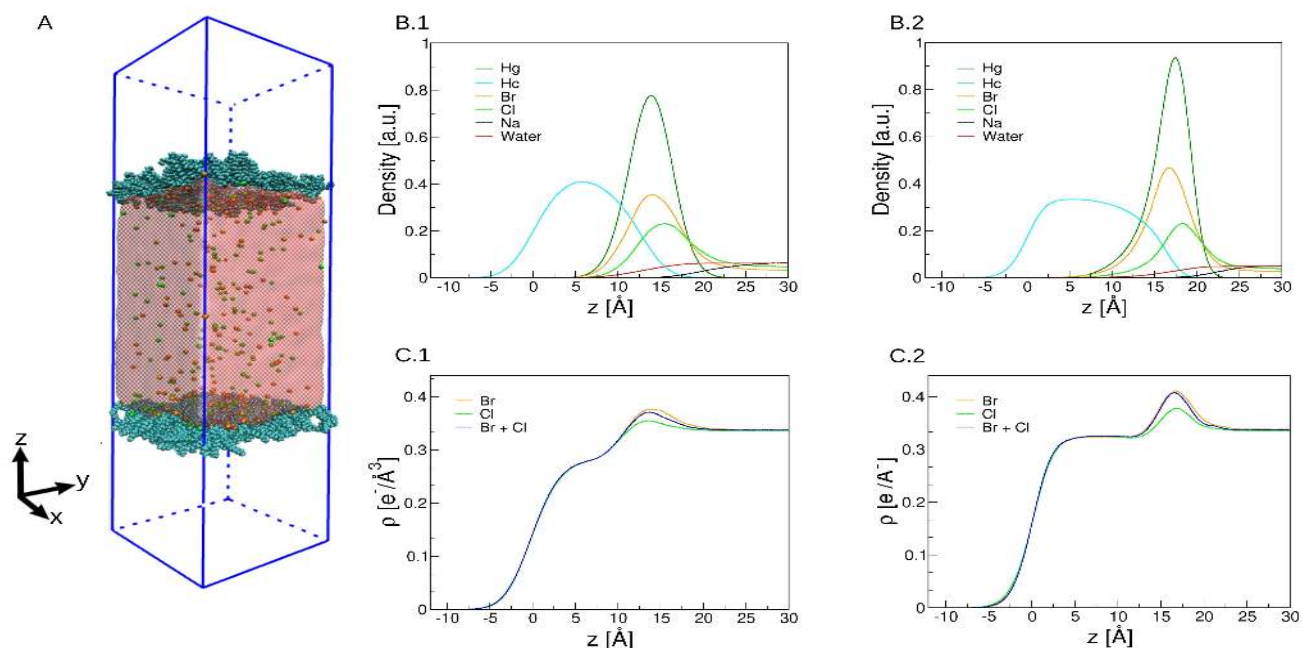 A
z
y
x
B.1
Density [a.u.]
1
0.8
0.6
0.4
0.2
0
Hg
Hc
Br
Cl
Na
Water
-10 -5 0 5 10 15 20 25 30
z [Å]
B.2
Density [a.u.]
1
0.8
0.6
0.4
0.2
0
Hg
Hc
Br
Cl
Na
Water
-10 -5 0 5 10 15 20 25 30
z [Å]
C.1
ρ [e⁻/Å³]
0.4
0.3
0.2
0.1
0
Br
Cl
Br + Cl
-10 -5 0 5 10 15 20 25 30
z [Å]
C.2
ρ [e/A⁻]
0.4
0.3
0.2
0.1
0
Br
Cl
Br + Cl
-10 -5 0 5 10 15 20 25 30
z [Å]